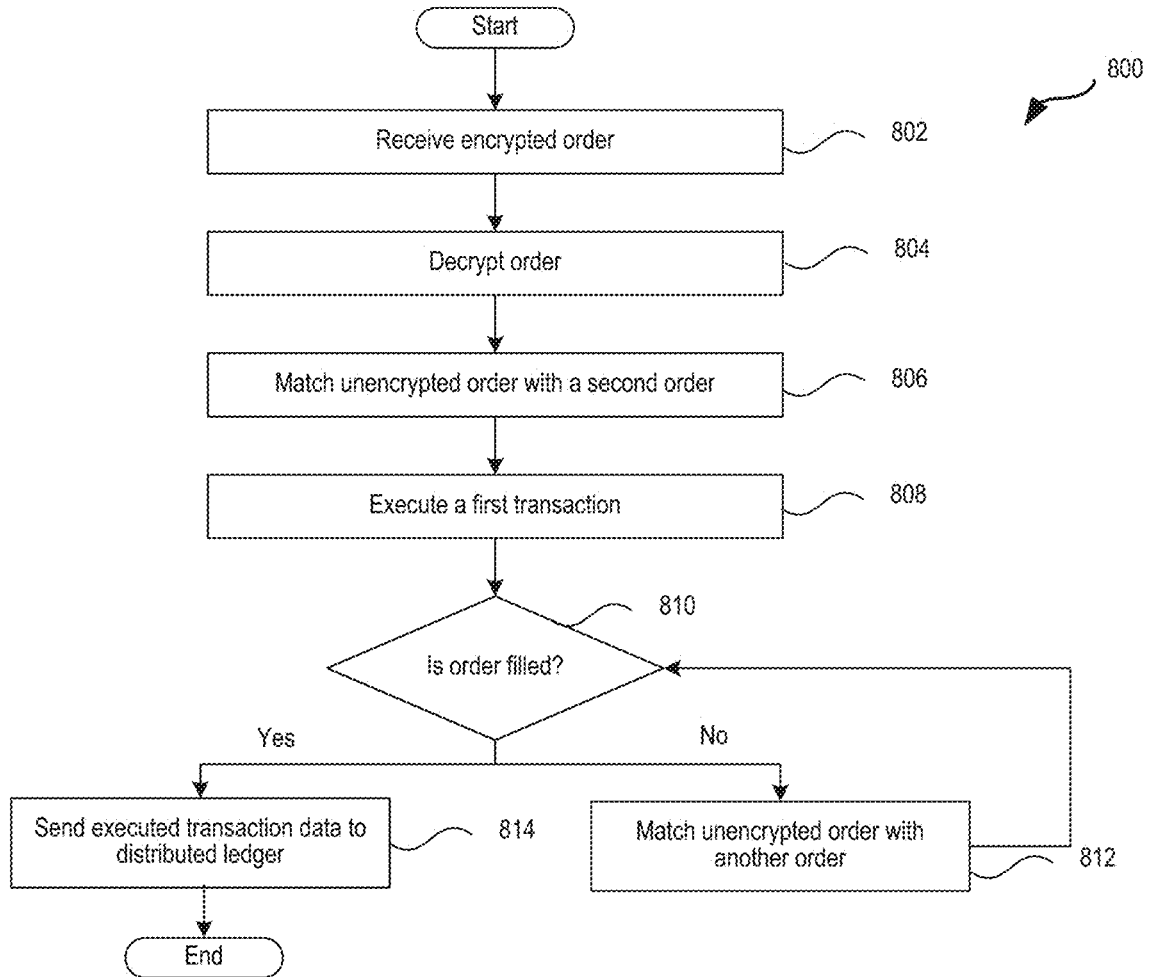 Start
800
Receive encrypted order
802
Decrypt order
804
Match unencrypted order with a second order
806
Execute a first transaction
808
810
Is order filled?
Yes
No
Send executed transaction data to
distributed ledger
814
Match unencrypted order with
another order
812
End